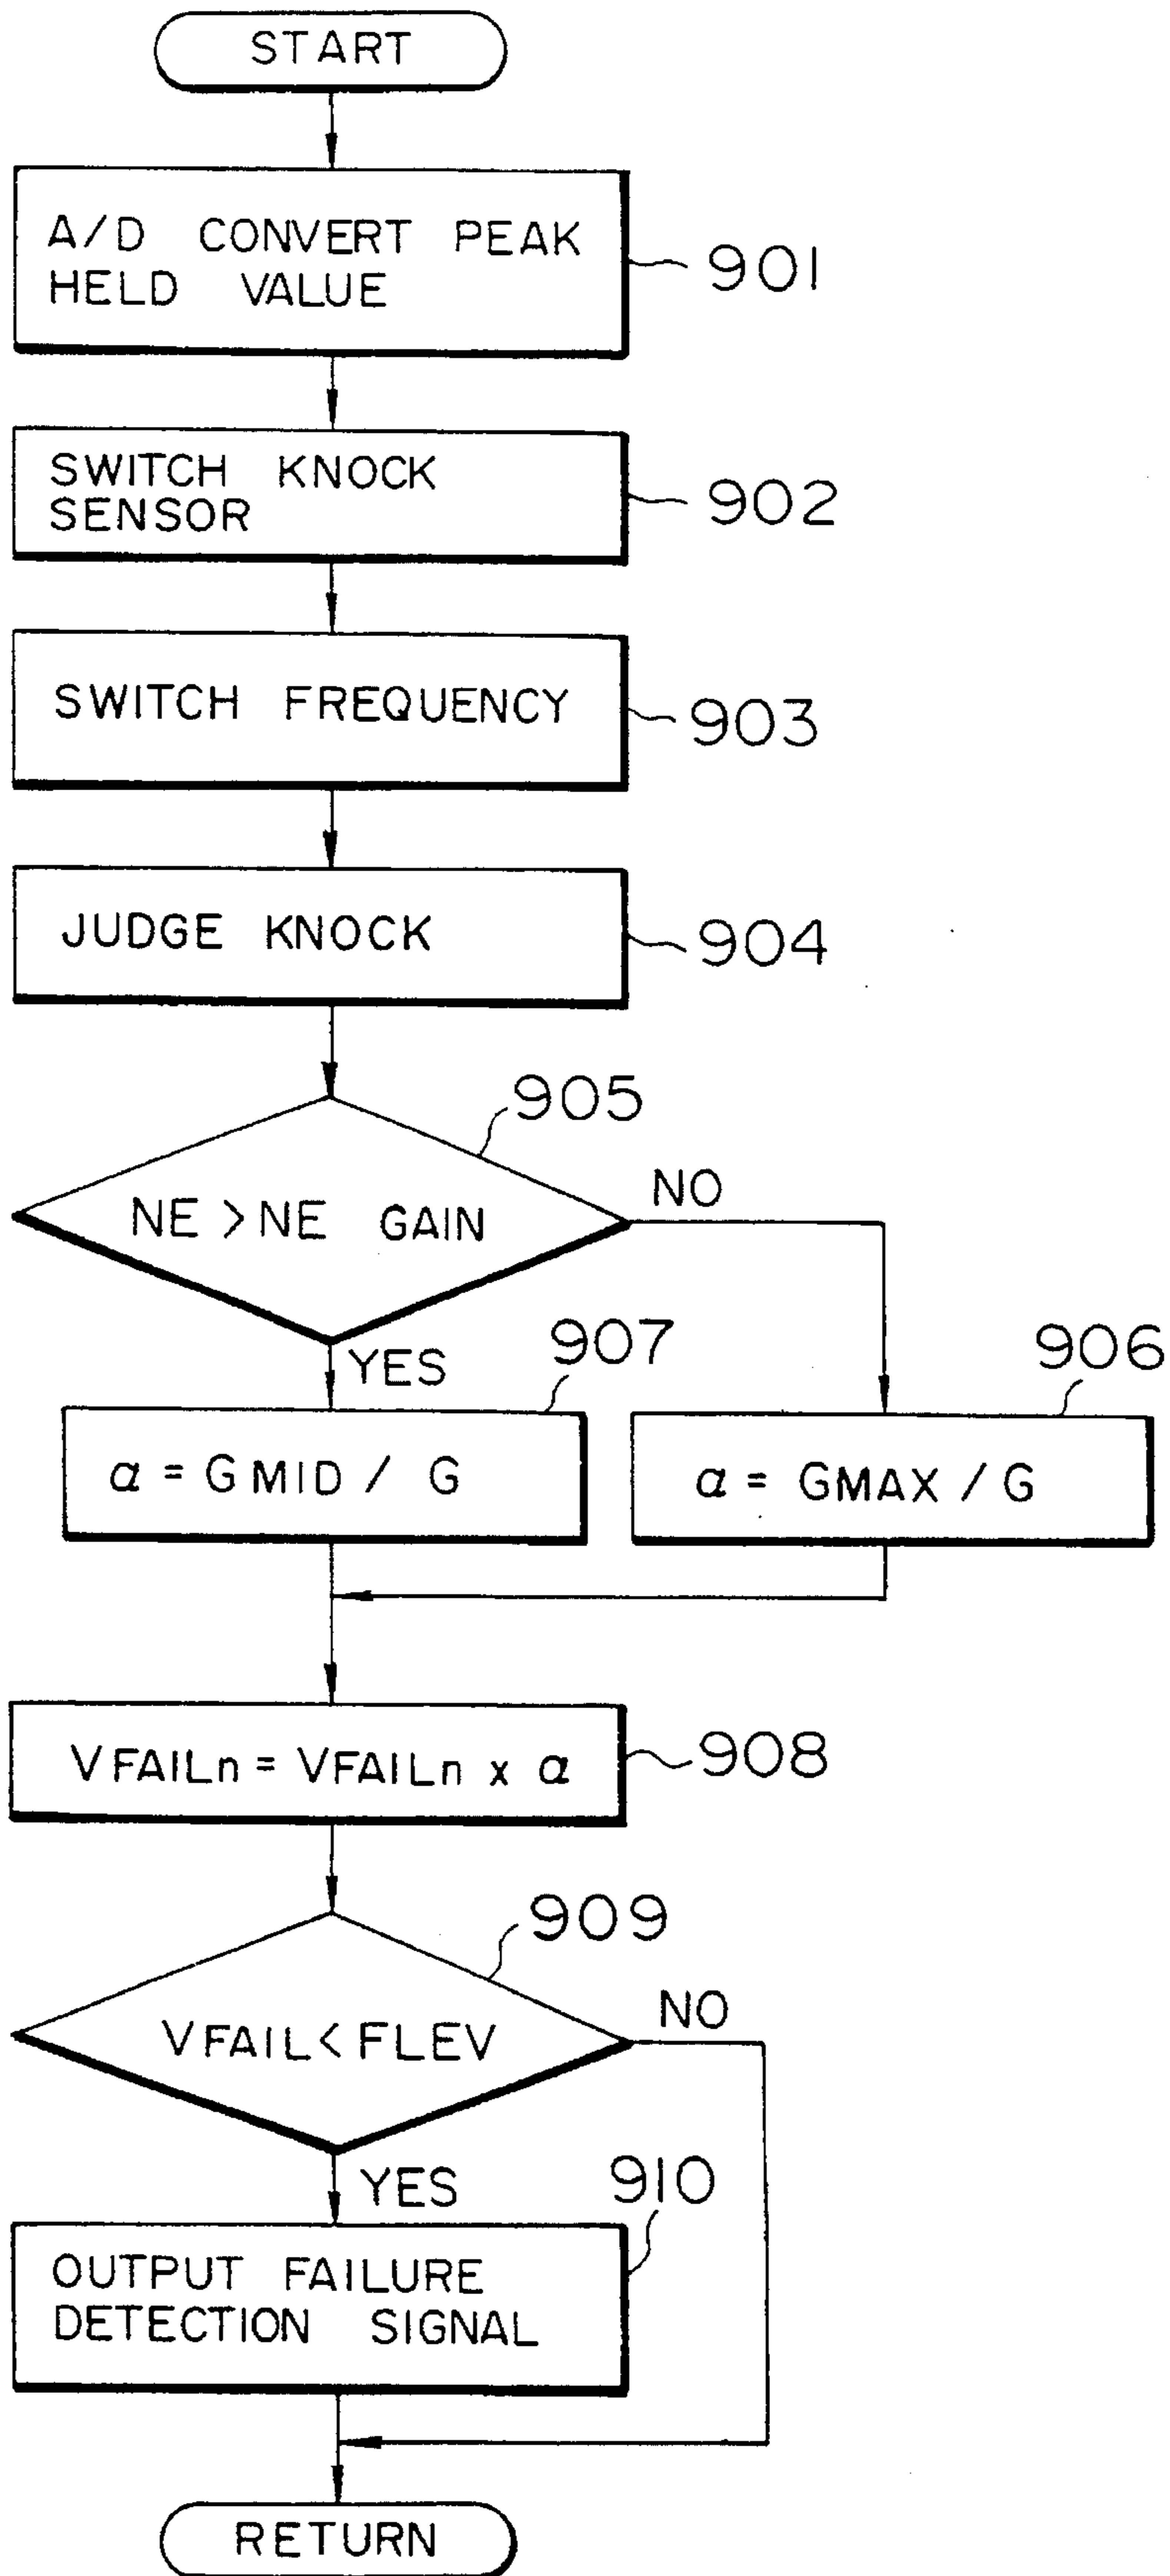 START
A/D CONVERT PEAK
HELD VALUE
901
SWITCH KNOCK
SENSOR
902
SWITCH FREQUENCY
903
JUDGE KNOCK
904
905
NE > NE GAIN
NO
YES
907
906
α = GMID / G
α = GMAX / G
VFAILn = VFAILn x α
908
909
VFAIL < FLEV
NO
YES
910
OUTPUT FAILURE
DETECTION SIGNAL
RETURN